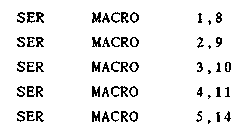 SER MACRO 1,8
SER MACRO 2,9
SER MACRO 3,10
SER MACRO 4,11
SER MACRO 5,14